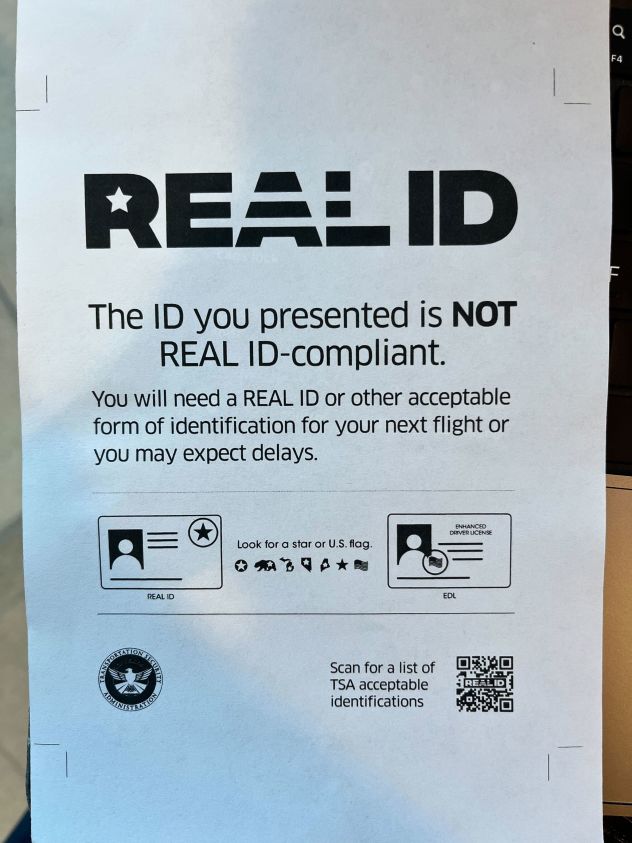 REAL ID
The ID you presented is NOT
REAL ID-compliant.
You will need a REAL ID or other acceptable
form of identification for your next flight or
you may expect delays.
Look for a star or U.S. flag.
REAL ID
ENHANCED
DRIVER LICENSE
EDL
TRANSPORTATION SECURITY
ADMINISTRATION
Scan for a list of
TSA acceptable
identifications
REAL ID
F4
F